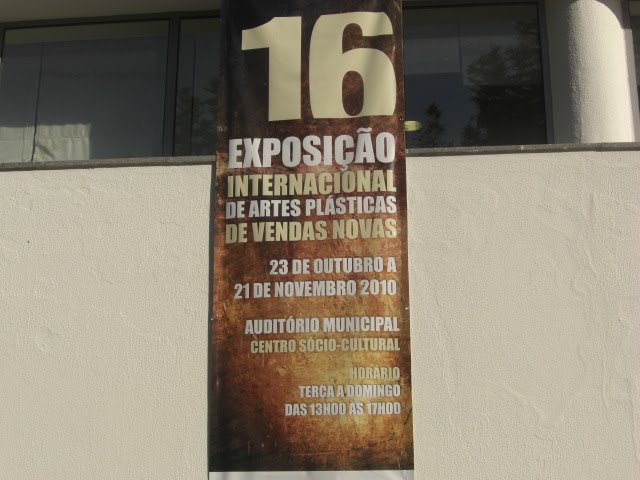 16
EXPOSIÇÃO
INTERNACIONAL
DE ARTES PLÁSTICAS
DE VENDAS NOVAS
23 DE OUTUBRO A
21 DE NOVEMBRO 2010
AUDITÓRIO MUNICIPAL
CENTRO SÓCIO-CULTURAL
HORÁRIO
TERÇA A DOMINGO
DAS 13H00 ÀS 17H00